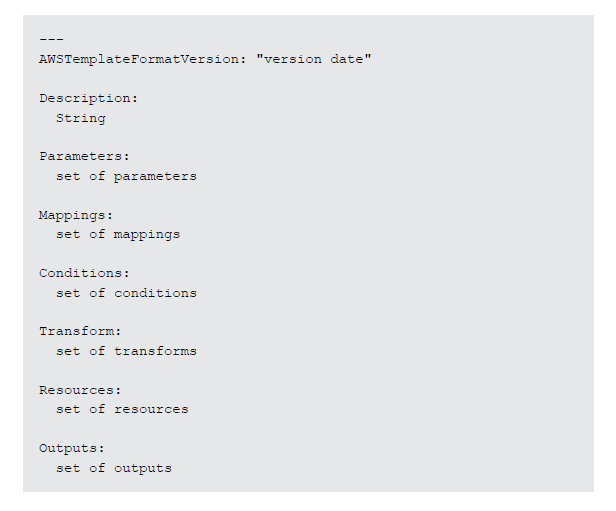 ---
AWSTemplateFormatVersion: "version date"
Description:
String
Parameters:
set of parameters
Mappings:
set of mappings
Conditions:
set of conditions
Transform:
set of transforms
Resources:
set of resources
Outputs:
set of outputs